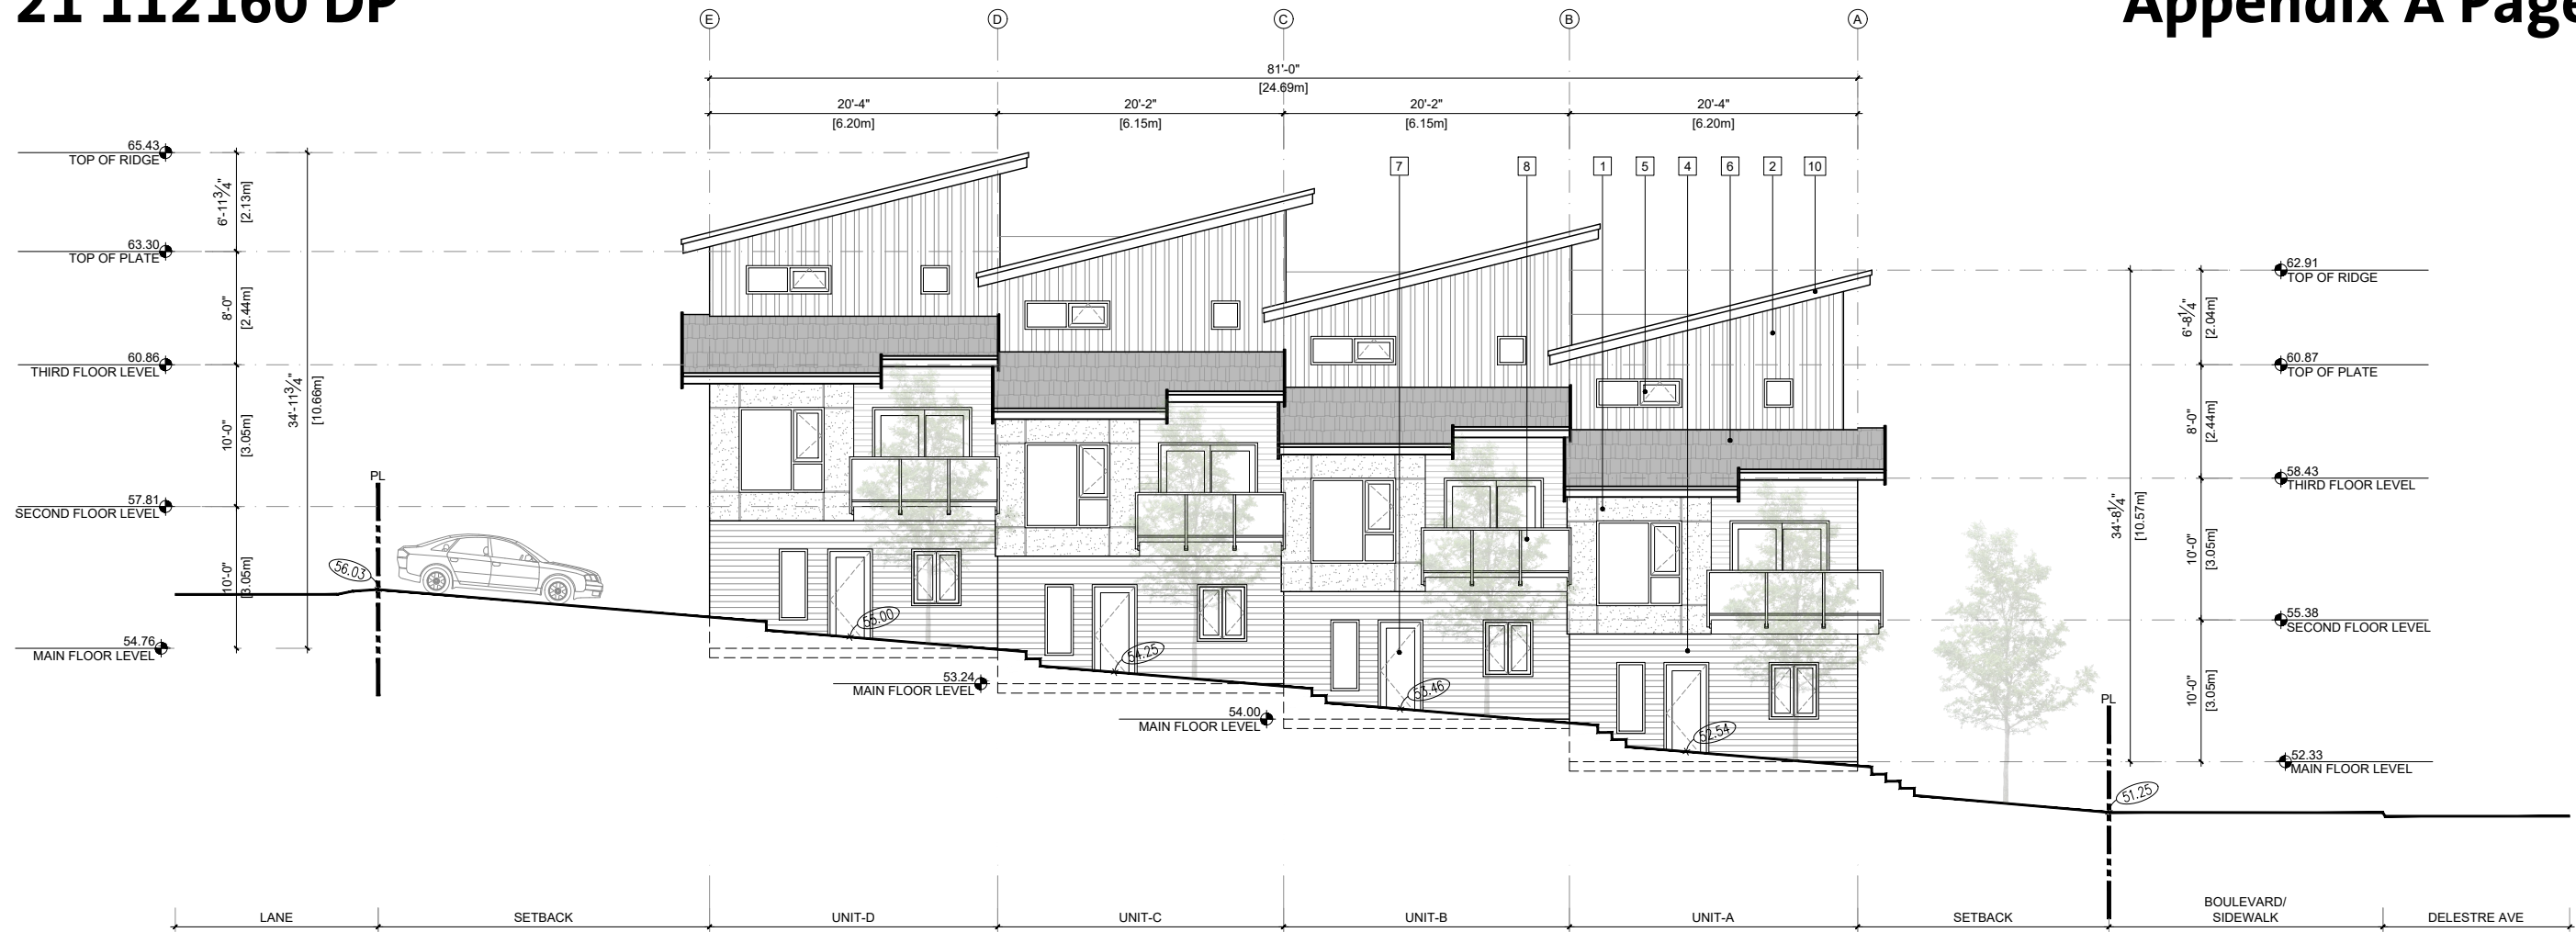 21 112160 DP
Appendix A Page
E
D
C
B
A
81'-0"
[24.69m]
20'-4"
20'-2"
20'-2"
20'-4"
[6.20m]
[6.15m]
[6.15m]
[6.20m]
65.43
TOP OF RIDGE
6'-11 3/4"
[2.13m]
63.30
TOP OF PLATE
8'-0"
[2.44m]
60.86
THIRD FLOOR LEVEL
34'-11 3/4"
[10.66m]
10'-0"
[3.05m]
57.81
SECOND FLOOR LEVEL
10'-0"
[3.05m]
54.76
MAIN FLOOR LEVEL
PL
56.03
7
8
1
5
4
6
2
10
55.00
54.25
53.46
52.54
53.24
MAIN FLOOR LEVEL
54.00
MAIN FLOOR LEVEL
62.91
TOP OF RIDGE
6'-8 1/4"
[2.04m]
60.87
TOP OF PLATE
8'-0"
[2.44m]
58.43
THIRD FLOOR LEVEL
34'-8 1/4"
[10.57m]
10'-0"
[3.05m]
55.38
SECOND FLOOR LEVEL
10'-0"
[3.05m]
52.33
MAIN FLOOR LEVEL
PL
51.25
LANE
SETBACK
UNIT-D
UNIT-C
UNIT-B
UNIT-A
SETBACK
BOULEVARD/
SIDEWALK
DELESTRE AVE